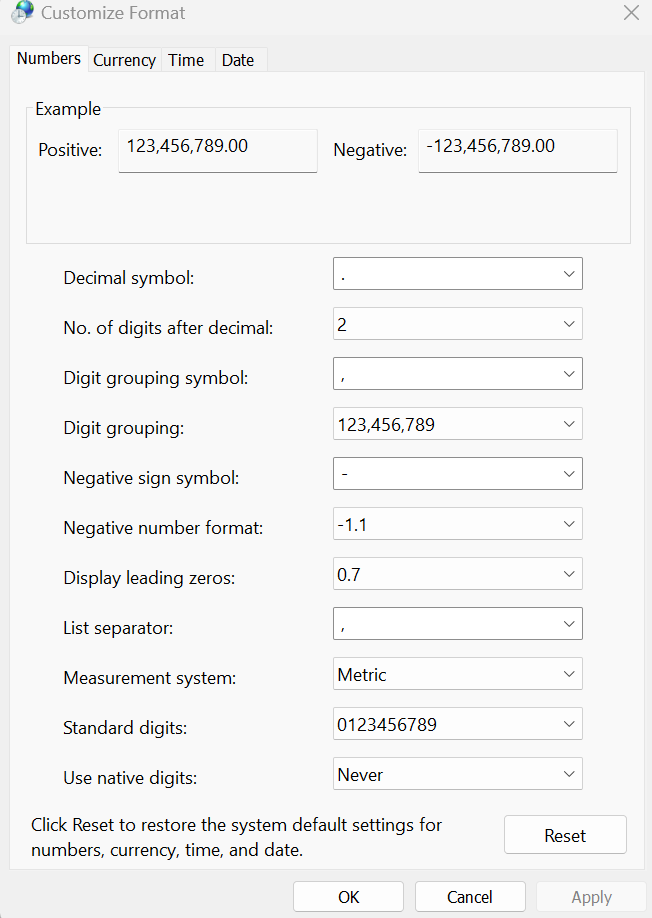 Customize Format
Numbers Currency Time Date
Example
Positive: 123,456,789.00 Negative: -123,456,789.00
Decimal symbol: .
No. of digits after decimal: 2
Digit grouping symbol: ,
Digit grouping: 123,456,789
Negative sign symbol: -
Negative number format: -1.1
Display leading zeros: 0.7
List separator: ,
Measurement system: Metric
Standard digits: 0123456789
Use native digits: Never
Click Reset to restore the system default settings for
numbers, currency, time, and date.
Reset
OK Cancel Apply